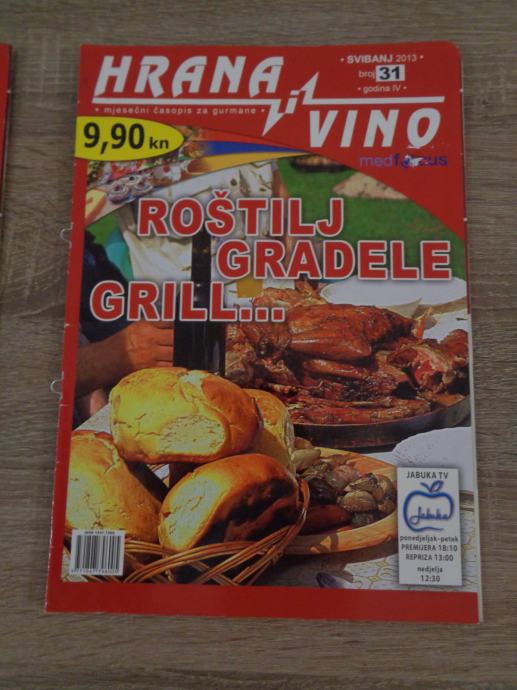 HRANA
i
VINO
• mjesečni časopis za gurmane •
• SVIBANJ 2013 •
broj 31
• godina IV •
9,90 kn
ROŠTILJ
GRADELE
GRILL...
JABUKA TV
Jabuka
ponedjeljak-petak
PREMIJERA 18:10
REPRIZA 13:00
nedjelja
12:30